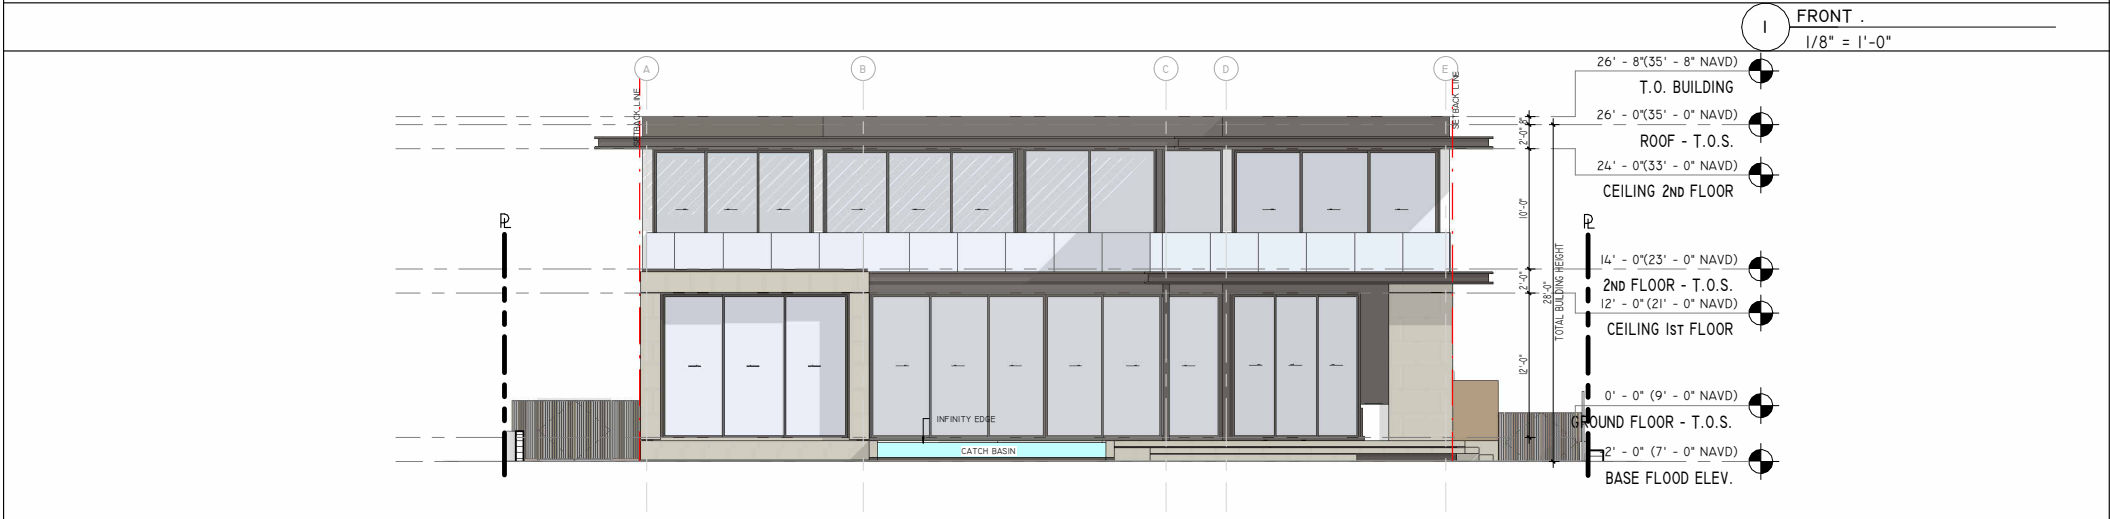 1
FRONT .
1/8" = 1'-0"
A
B
C
D
E
SETBACK LINE
SETBACK LINE
26' - 8"(35' - 8" NAVD)
T.O. BUILDING
26' - 0"(35' - 0" NAVD)
ROOF - T.O.S.
24' - 0"(33' - 0" NAVD)
CEILING 2ND FLOOR
14' - 0"(23' - 0" NAVD)
2ND FLOOR - T.O.S.
12' - 0" (21' - 0" NAVD)
CEILING 1ST FLOOR
0' - 0" (9' - 0" NAVD)
GROUND FLOOR - T.O.S.
-2' - 0" (7' - 0" NAVD)
BASE FLOOD ELEV.
8"
2'-0"
10'-0"
2'-0"
12'-0"
28'-0"
TOTAL BUILDING HEIGHT
PL
PL
INFINITY EDGE
CATCH BASIN